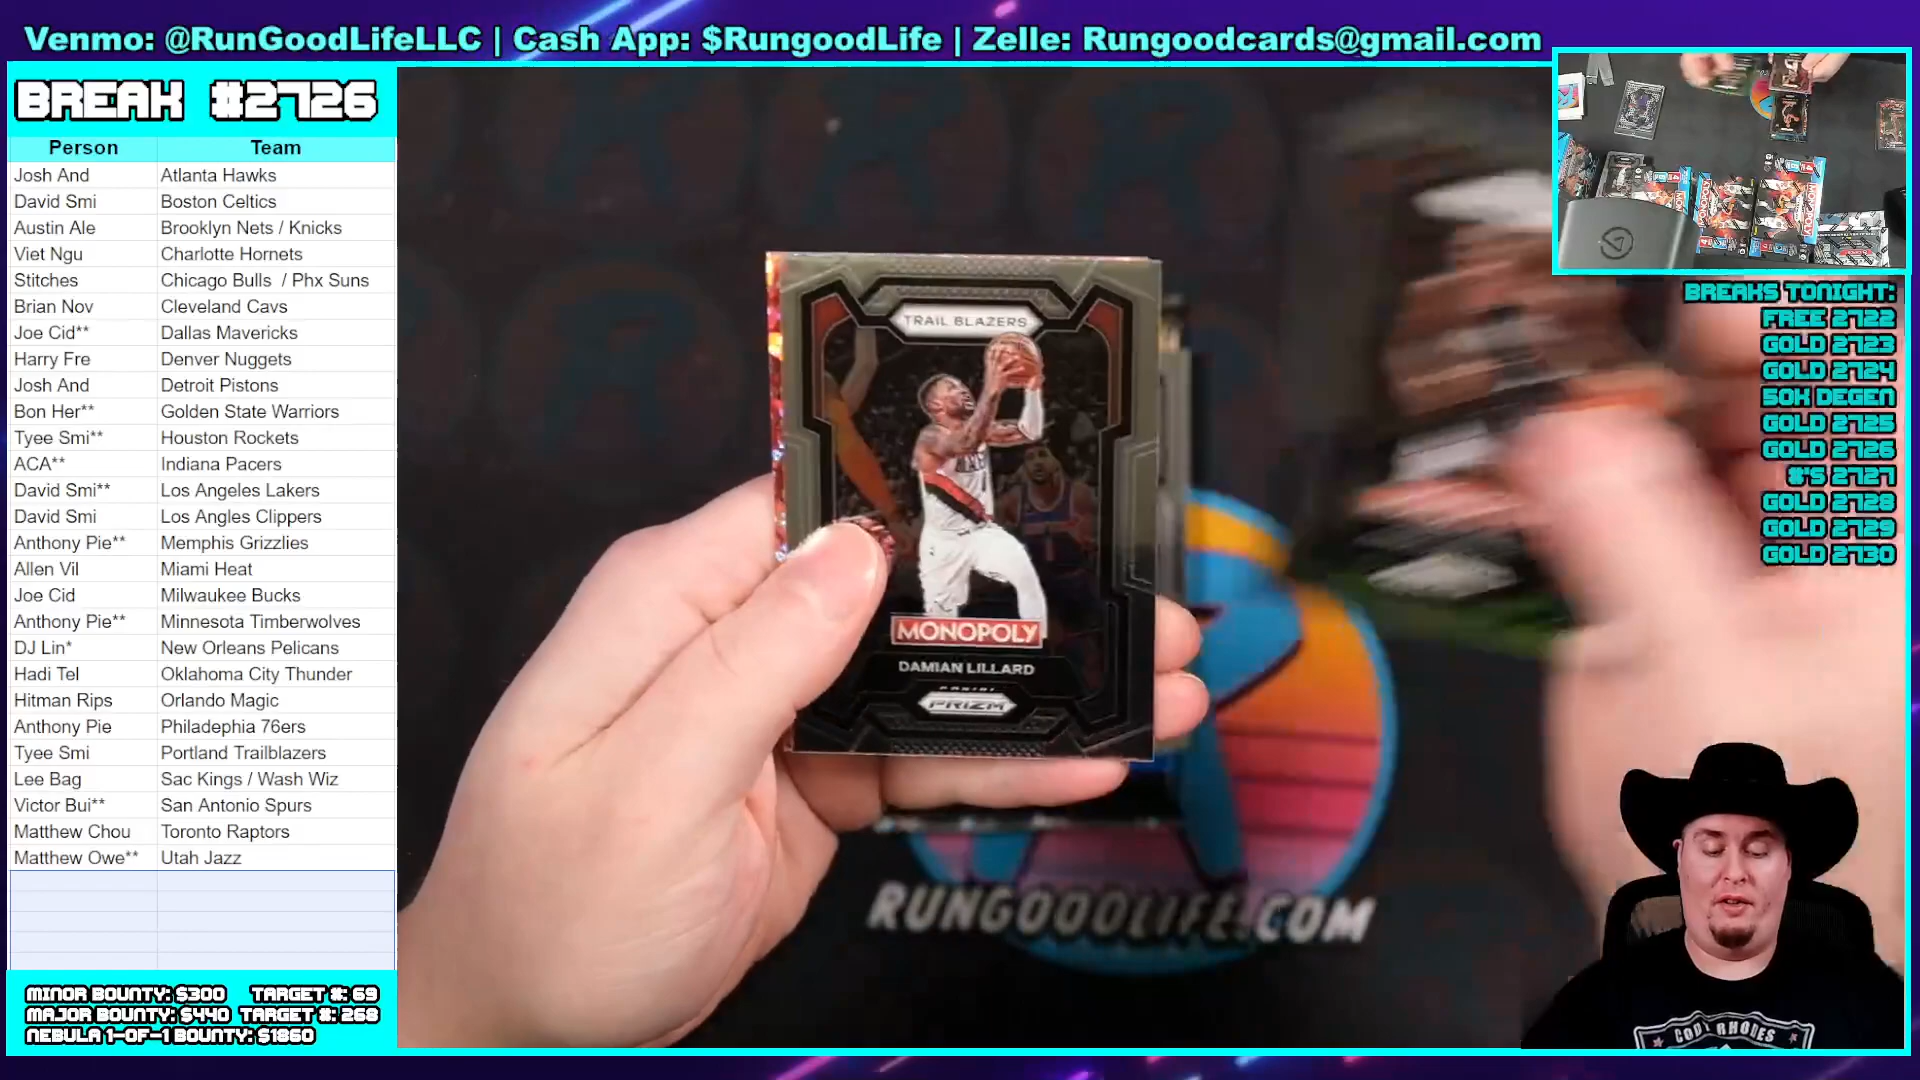 Venmo: @RunGoodLifeLLC | Cash App: $RungoodLife | Zelle: Rungoodcards@gmail.com
BREAK #2726
Person Team
Josh And Atlanta Hawks
David Smi Boston Celtics
Austin Ale Brooklyn Nets / Knicks
Viet Ngu Charlotte Hornets
Stitches Chicago Bulls / Phx Suns
Brian Nov Cleveland Cavs
Joe Cid** Dallas Mavericks
Harry Fre Denver Nuggets
Josh And Detroit Pistons
Bon Her** Golden State Warriors
Tyee Smi** Houston Rockets
ACA** Indiana Pacers
David Smi** Los Angeles Lakers
David Smi Los Angles Clippers
Anthony Pie** Memphis Grizzlies
Allen Vil Miami Heat
Joe Cid Milwaukee Bucks
Anthony Pie** Minnesota Timberwolves
DJ Lin* New Orleans Pelicans
Hadi Tel Oklahoma City Thunder
Hitman Rips Orlando Magic
Anthony Pie Philadephia 76ers
Tyee Smi Portland Trailblazers
Lee Bag Sac Kings / Wash Wiz
Victor Bui** San Antonio Spurs
Matthew Chou Toronto Raptors
Matthew Owe** Utah Jazz
MINOR BOUNTY: $300 TARGET #: 69
MAJOR BOUNTY: $440 TARGET #: 268
NEBULA 1-OF-1 BOUNTY: $1860
TRAIL BLAZERS
MONOPOLY
DAMIAN LILLARD
PANINI
PRIZM
RUNGOODLIFE.COM
BREAKS TONIGHT:
FREE 2722
GOLD 2723
GOLD 2724
50K DEGEN
GOLD 2725
GOLD 2726
#'S 2727
GOLD 2728
GOLD 2729
GOLD 2730
CODY RHODES